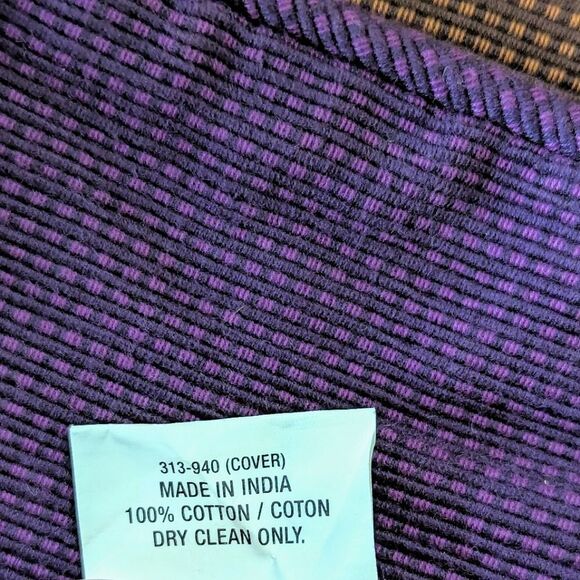 313-940 (COVER)
MADE IN INDIA
100% COTTON / COTON
DRY CLEAN ONLY.